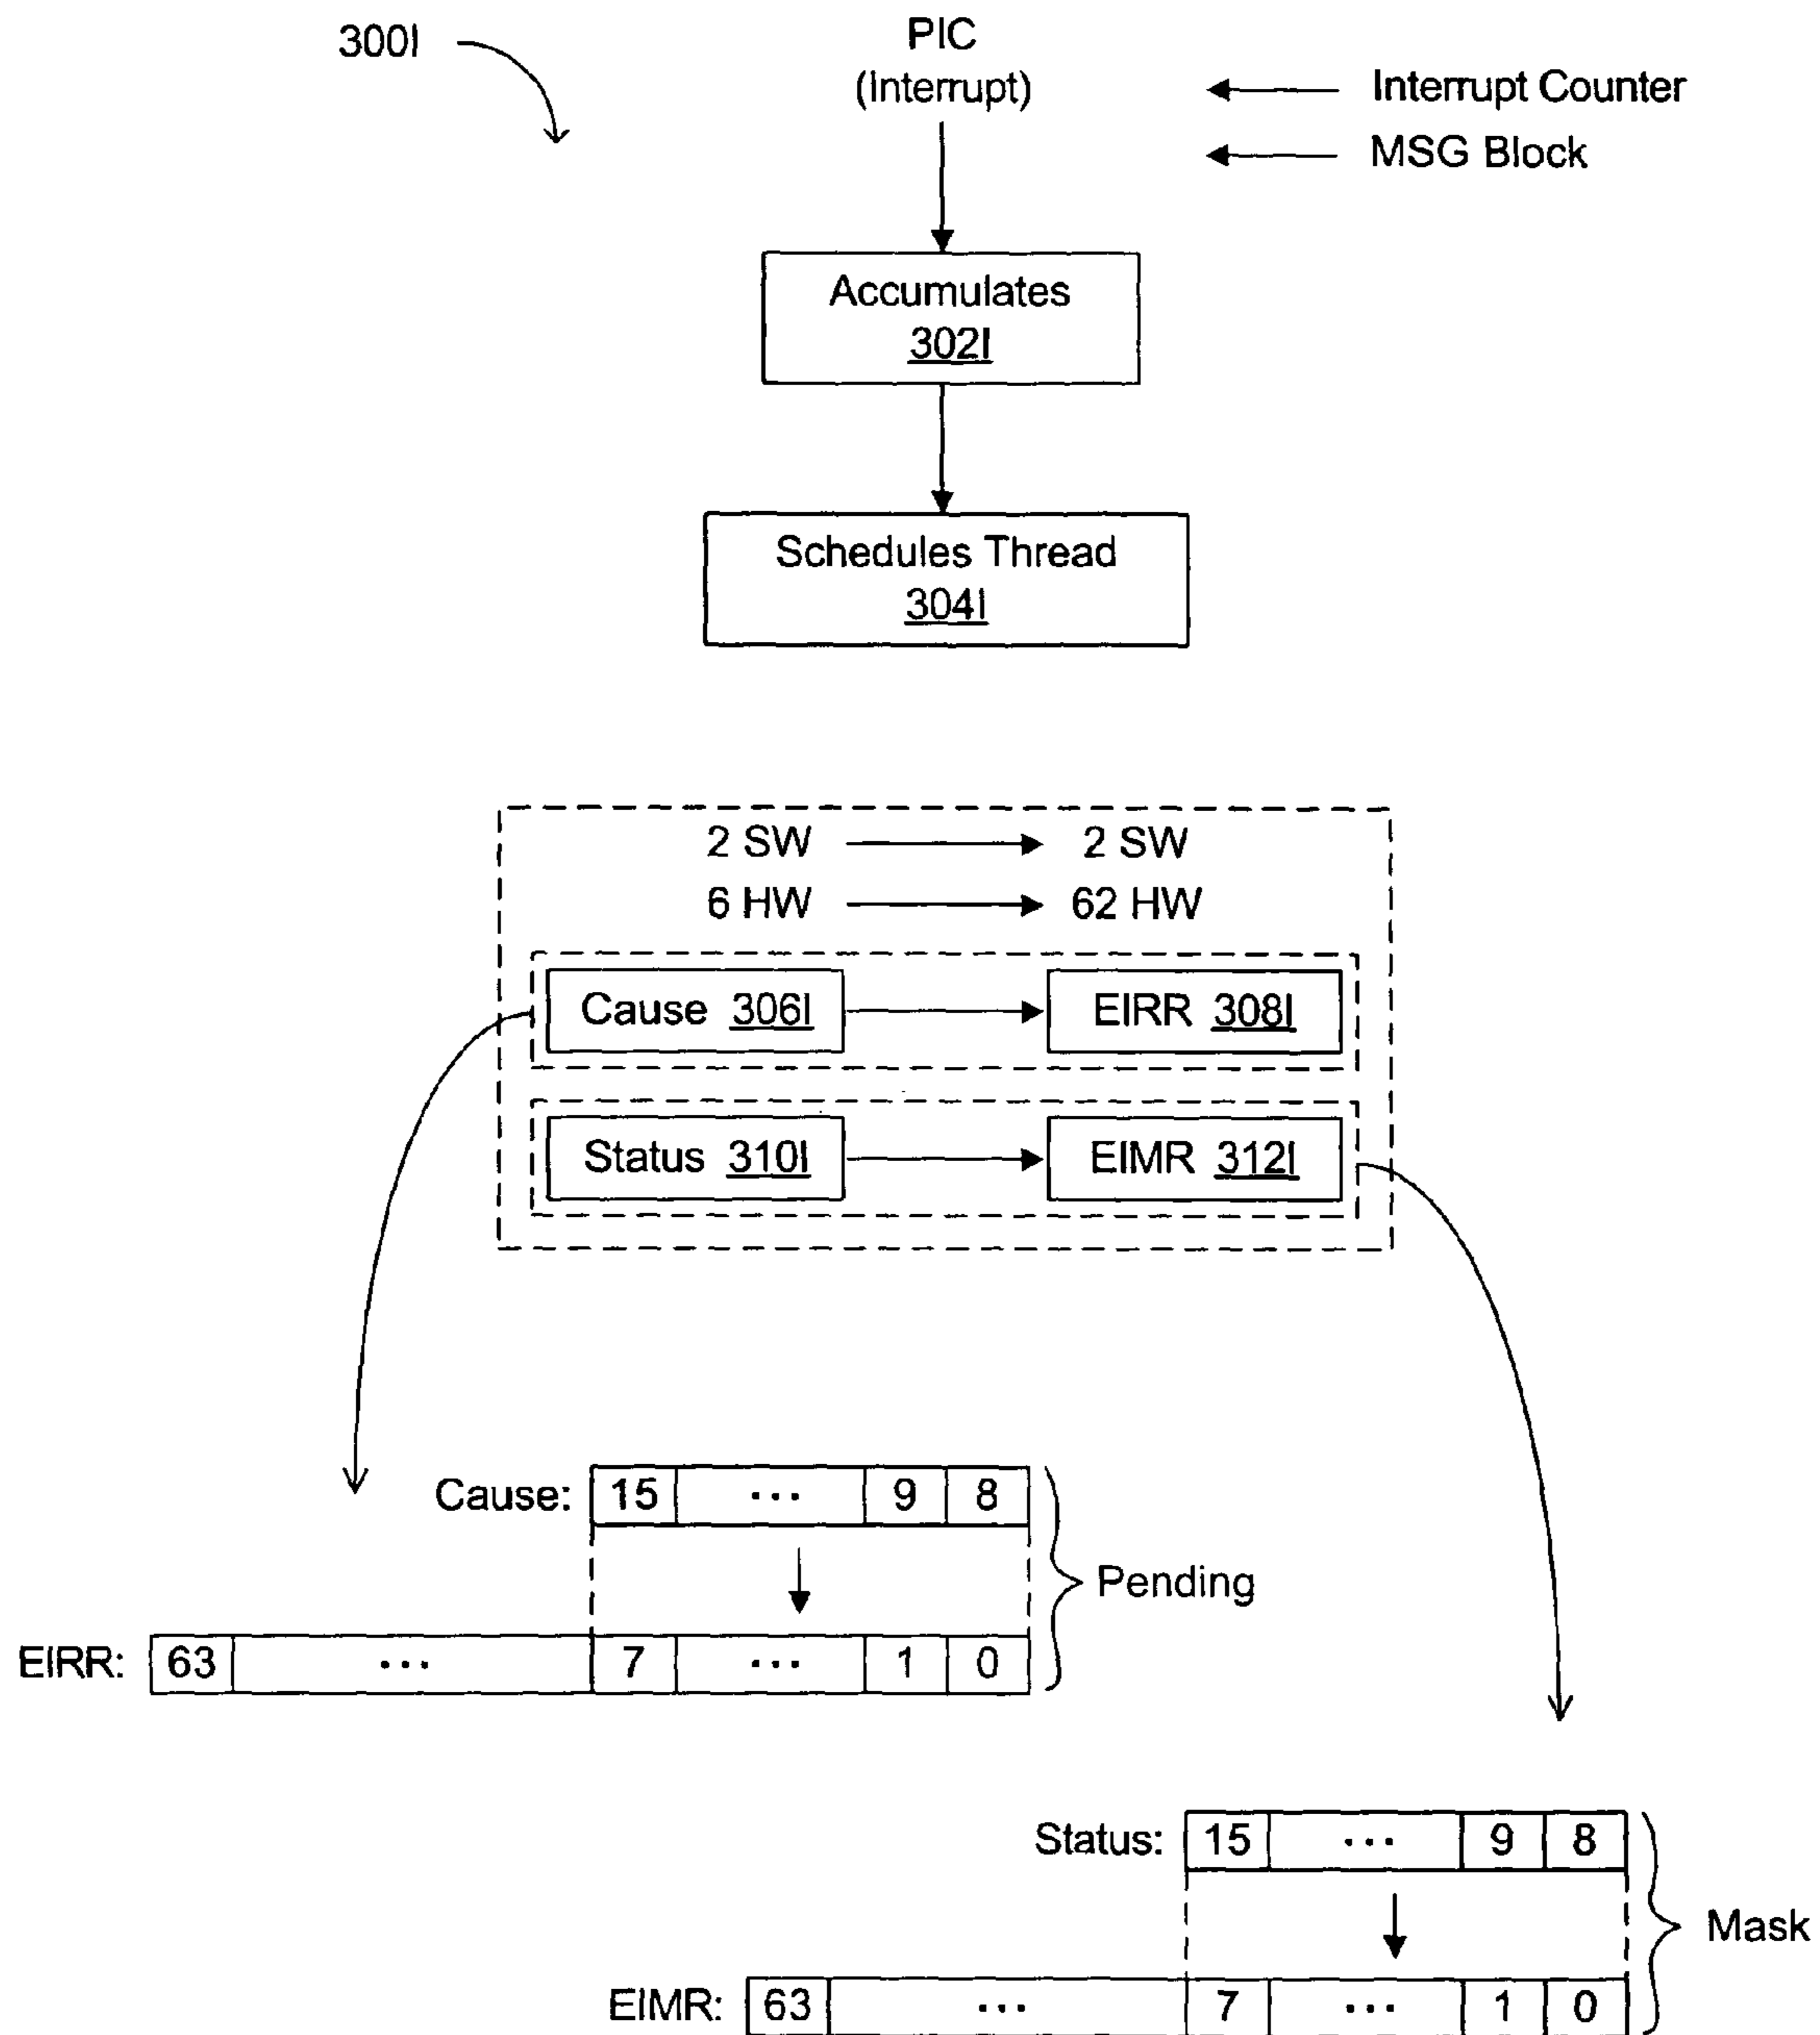 300I
PIC
(Interrupt)
Interrupt Counter
MSG Block
Accumulates
302I
Schedules Thread
304I
2 SW 2 SW
6 HW 62 HW
Cause 306I EIRR 308I
Status 310I EIMR 312I
Cause: 15 ... 9 8
Pending
EIRR: 63 ... 7 ... 1 0
Status: 15 ... 9 8
Mask
EIMR: 63 ... 7 ... 1 0